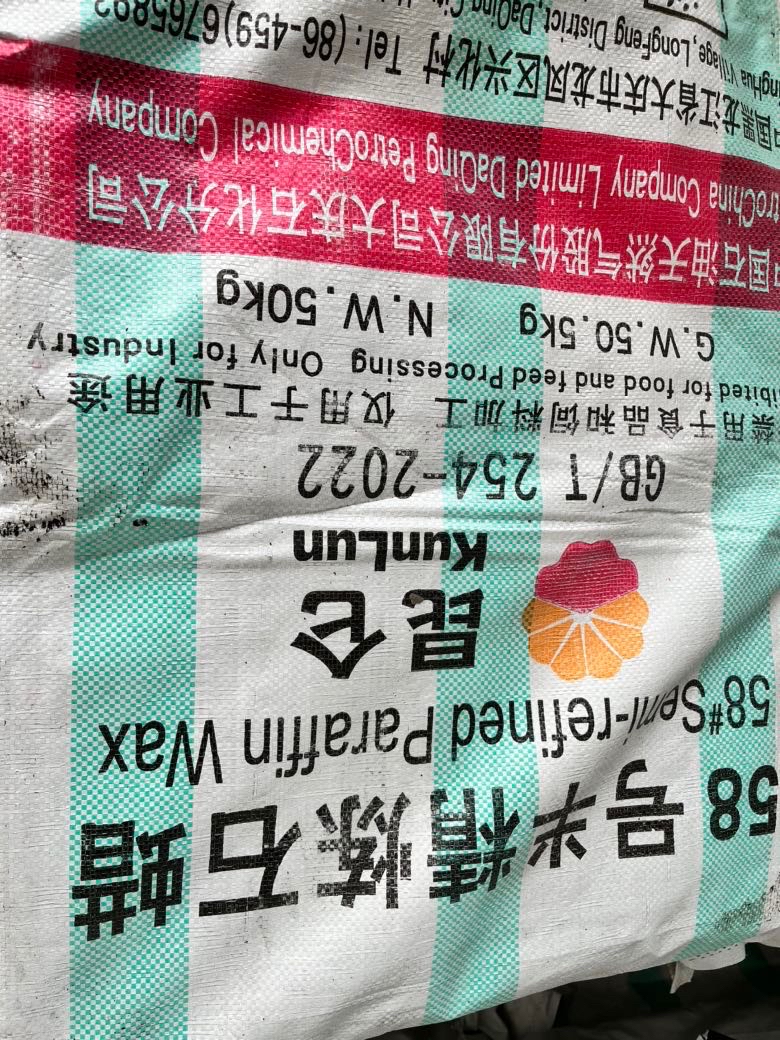 58号半精炼石蜡
58#Semi-refined Paraffin Wax
昆仑
KunLun
GB/T 254-2022
禁用于食品和饲料加工 仅用于工业用途
for food and feed Processing Only for Industry
G.W.50.5kg N.W.50kg
国石油天然气股份有限公司大庆石化分公司
China Company Limited DaQing PetroChemical Company
国黑龙江省大庆市龙凤区兴化村 Tel:(86-459)6765892
Village, LongFeng District, DaQing